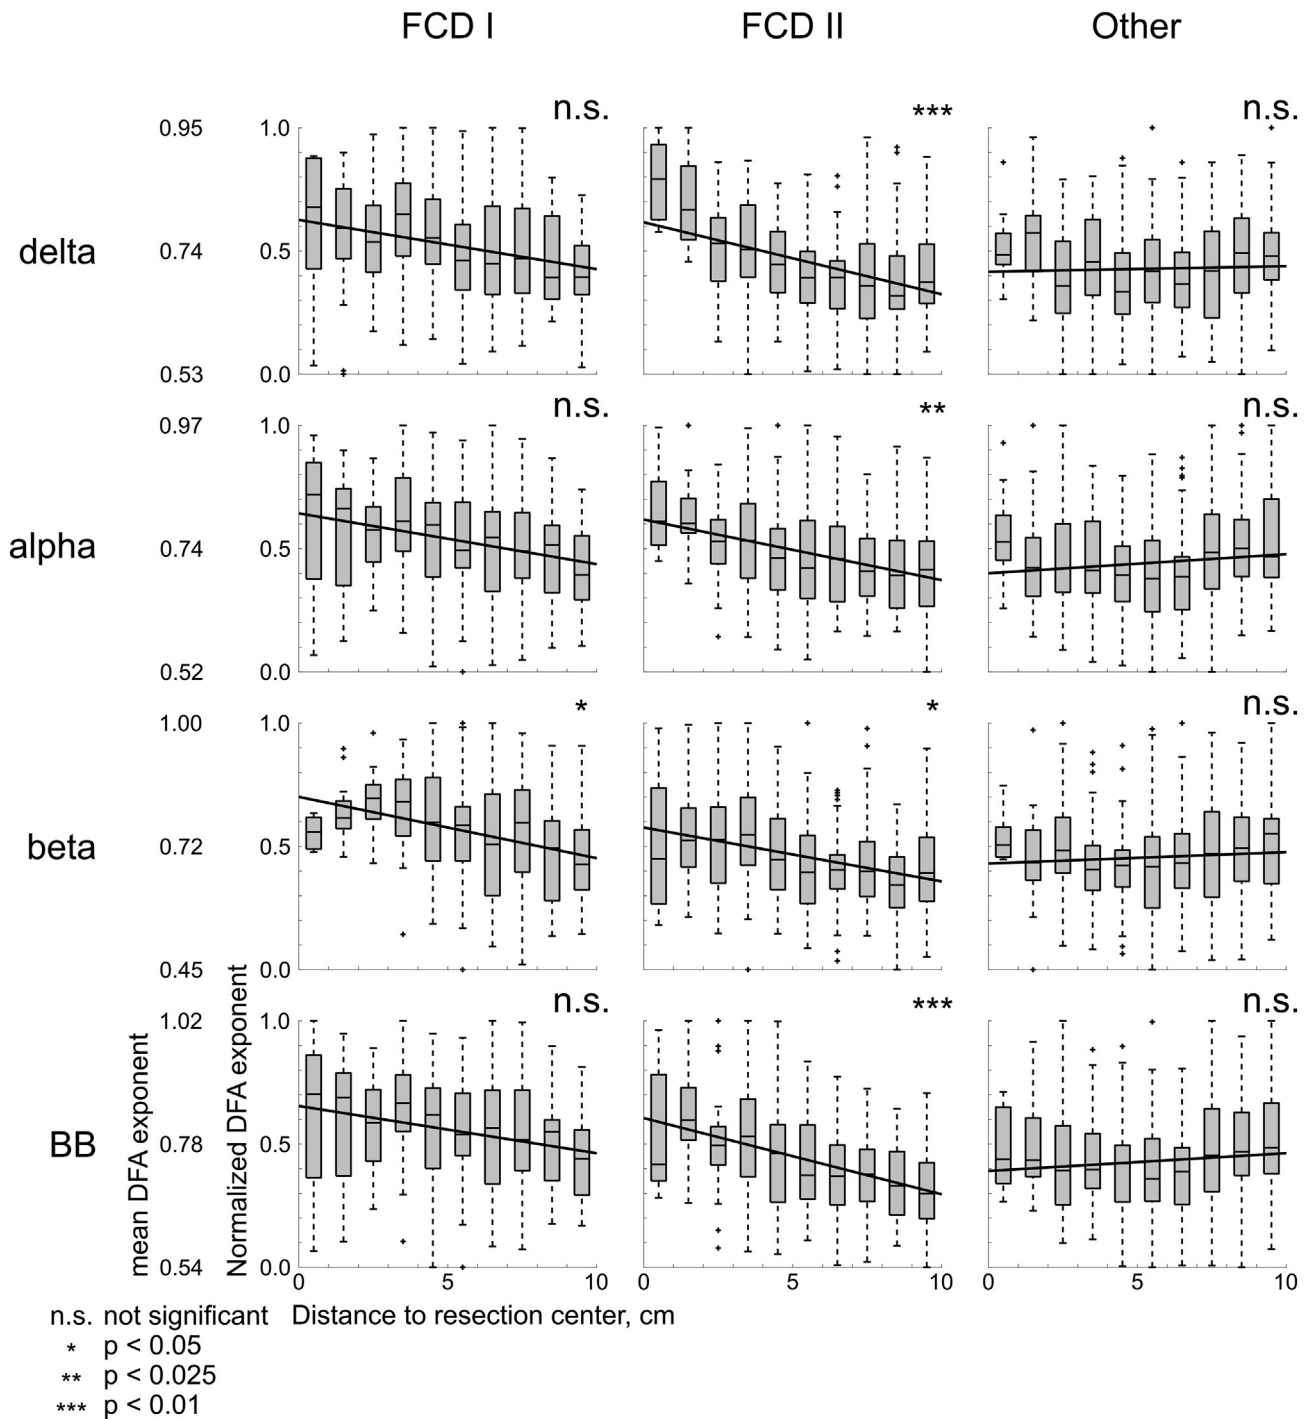 FCD I FCD II Other
n.s. *** n.s.
0.95 1.0
delta 0.74 0.5
0.53 0.0
n.s. ** n.s.
0.97 1.0
alpha 0.74 0.5
0.52 0.0
* * n.s.
1.00 1.0
beta 0.72 0.5
0.45 0.0
n.s. *** n.s.
1.02 1.0
BB 0.78 0.5
0.54 0.0
mean DFA exponent
Normalized DFA exponent
0 5 10 0 5 10 0 5 10
n.s. not significant Distance to resection center, cm
* p < 0.05
** p < 0.025
*** p < 0.01